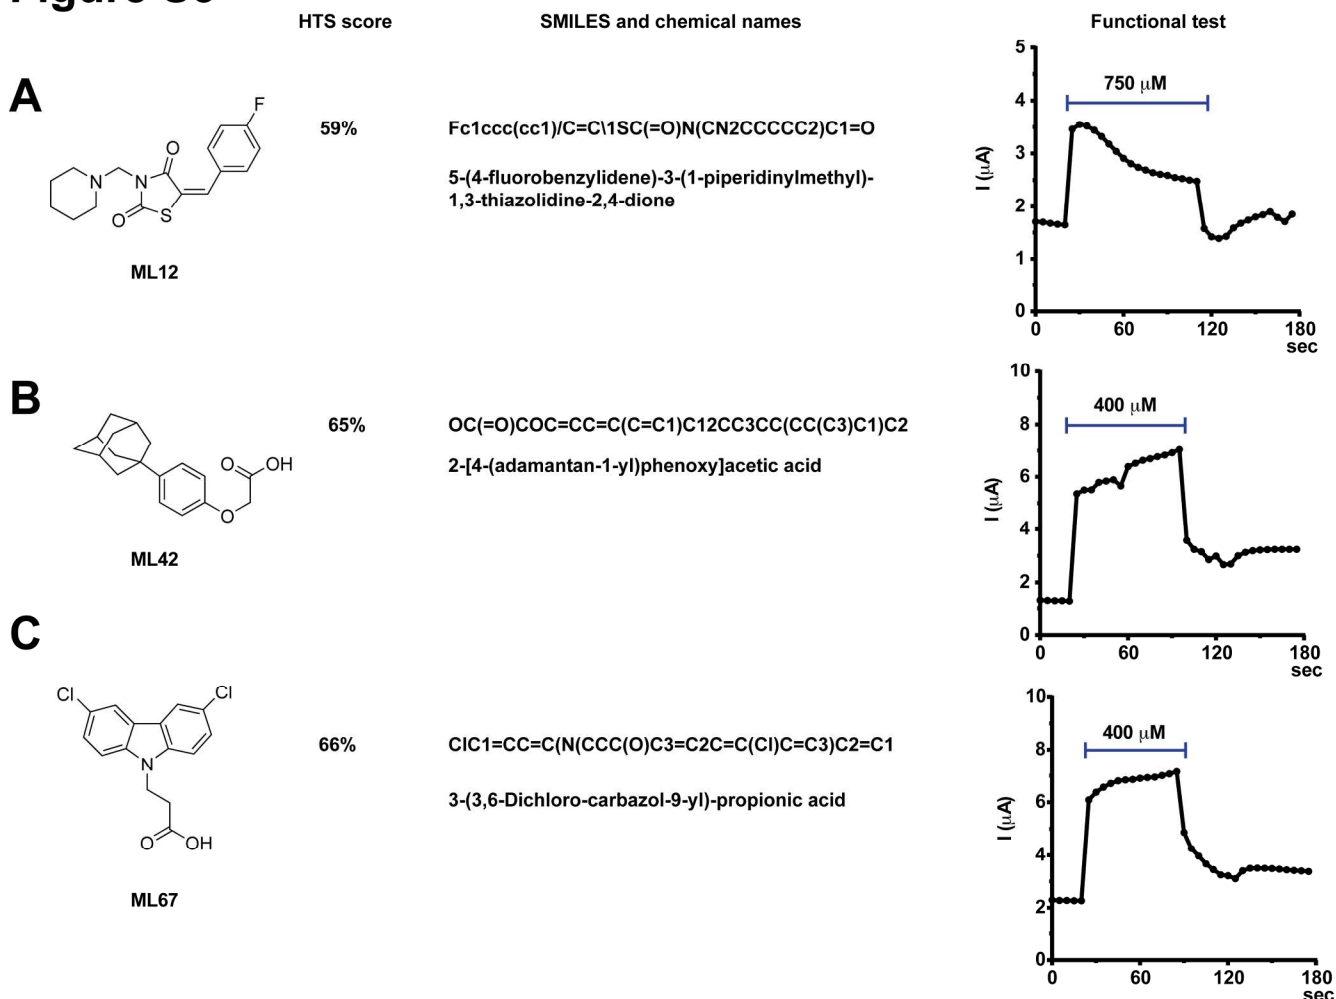 HTS score
SMILES and chemical names
Functional test
A
F
O
N
N
O
S
ML12
59%
Fc1ccc(cc1)/C=C\1SC(=O)N(CN2CCCCC2)C1=O
5-(4-fluorobenzylidene)-3-(1-piperidinylmethyl)-
1,3-thiazolidine-2,4-dione
750 μM
I (μA)
5
4
3
2
1
0
0 60 120 180
sec
B
O
OH
O
ML42
65%
OC(=O)COC=CC=C(C=C1)C12CC3CC(CC(C3)C1)C2
2-[4-(adamantan-1-yl)phenoxy]acetic acid
400 μM
I (μA)
10
8
6
4
2
0
0 60 120 180
sec
C
Cl
Cl
N
O
OH
ML67
66%
ClC1=CC=C(N(CCC(O)C3=C2C=C(Cl)C=C3)C2=C1
3-(3,6-Dichloro-carbazol-9-yl)-propionic acid
400 μM
I (μA)
10
8
6
4
2
0
0 60 120 180
sec